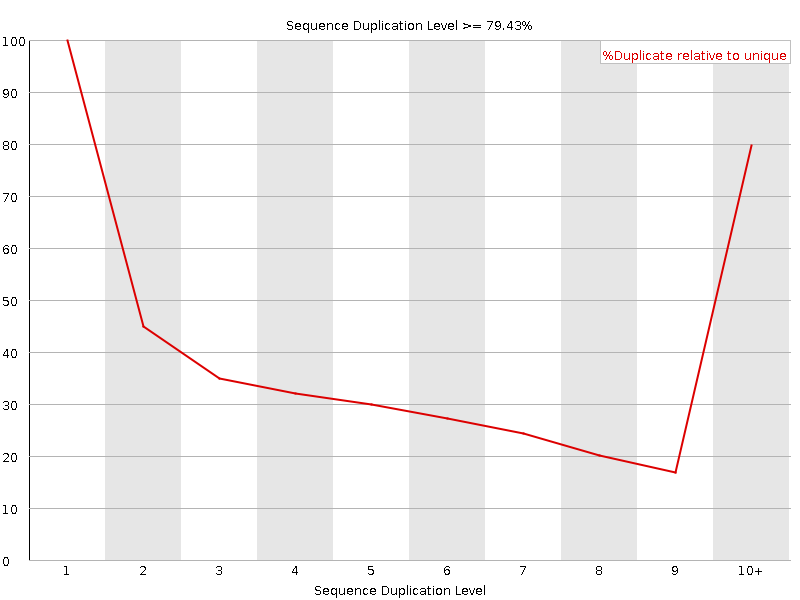 Sequence Duplication Level >= 79.43%
%Duplicate relative to unique
100
90
80
70
60
50
40
30
20
10
0
1 2 3 4 5 6 7 8 9 10+
Sequence Duplication Level